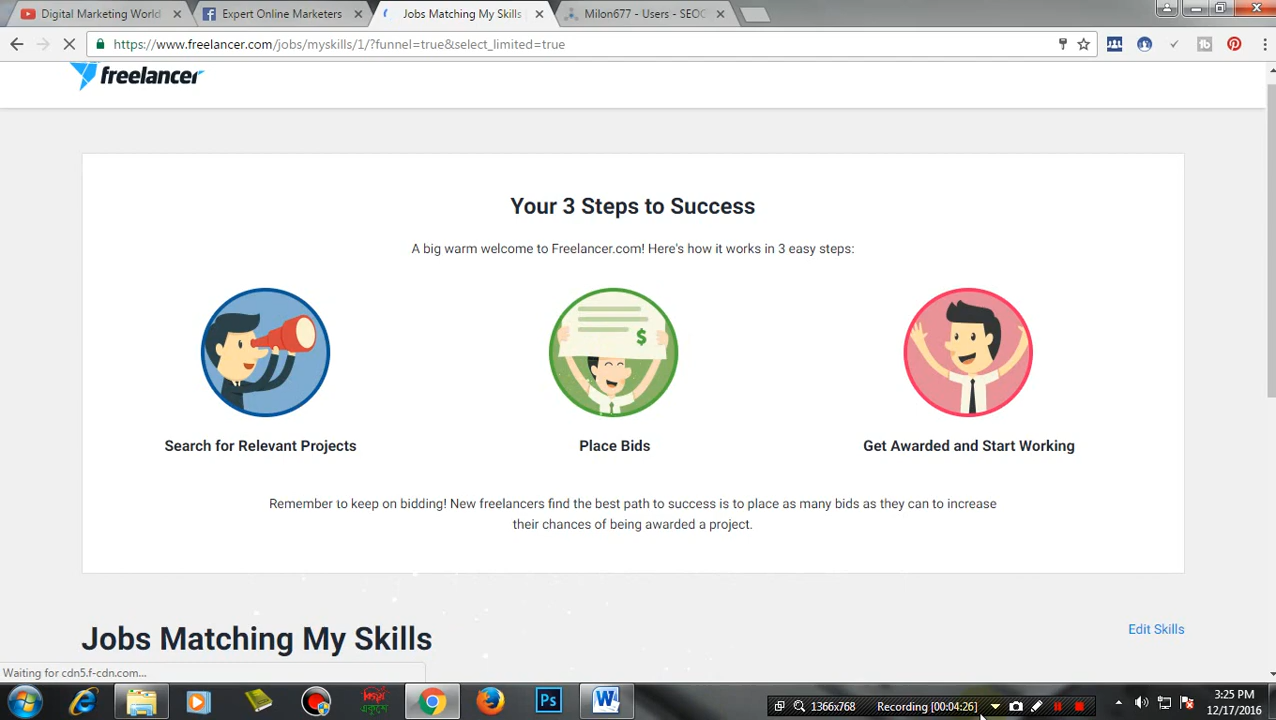 Digital Marketing World
Expert Online Marketers
Jobs Matching My Skills
Milon677 - Users - SEOC
https://www.freelancer.com/jobs/myskills/1/?funnel=true&select_limited=true
freelancer
Your 3 Steps to Success
A big warm welcome to Freelancer.com! Here's how it works in 3 easy steps:
$
Search for Relevant Projects
Place Bids
Get Awarded and Start Working
Remember to keep on bidding! New freelancers find the best path to success is to place as many bids as they can to increase
their chances of being awarded a project.
Jobs Matching My Skills
Edit Skills
Waiting for cdn5.f-cdn.com...
Ps
W
1366x768
Recording [00:04:26]
3:25 PM
12/17/2016